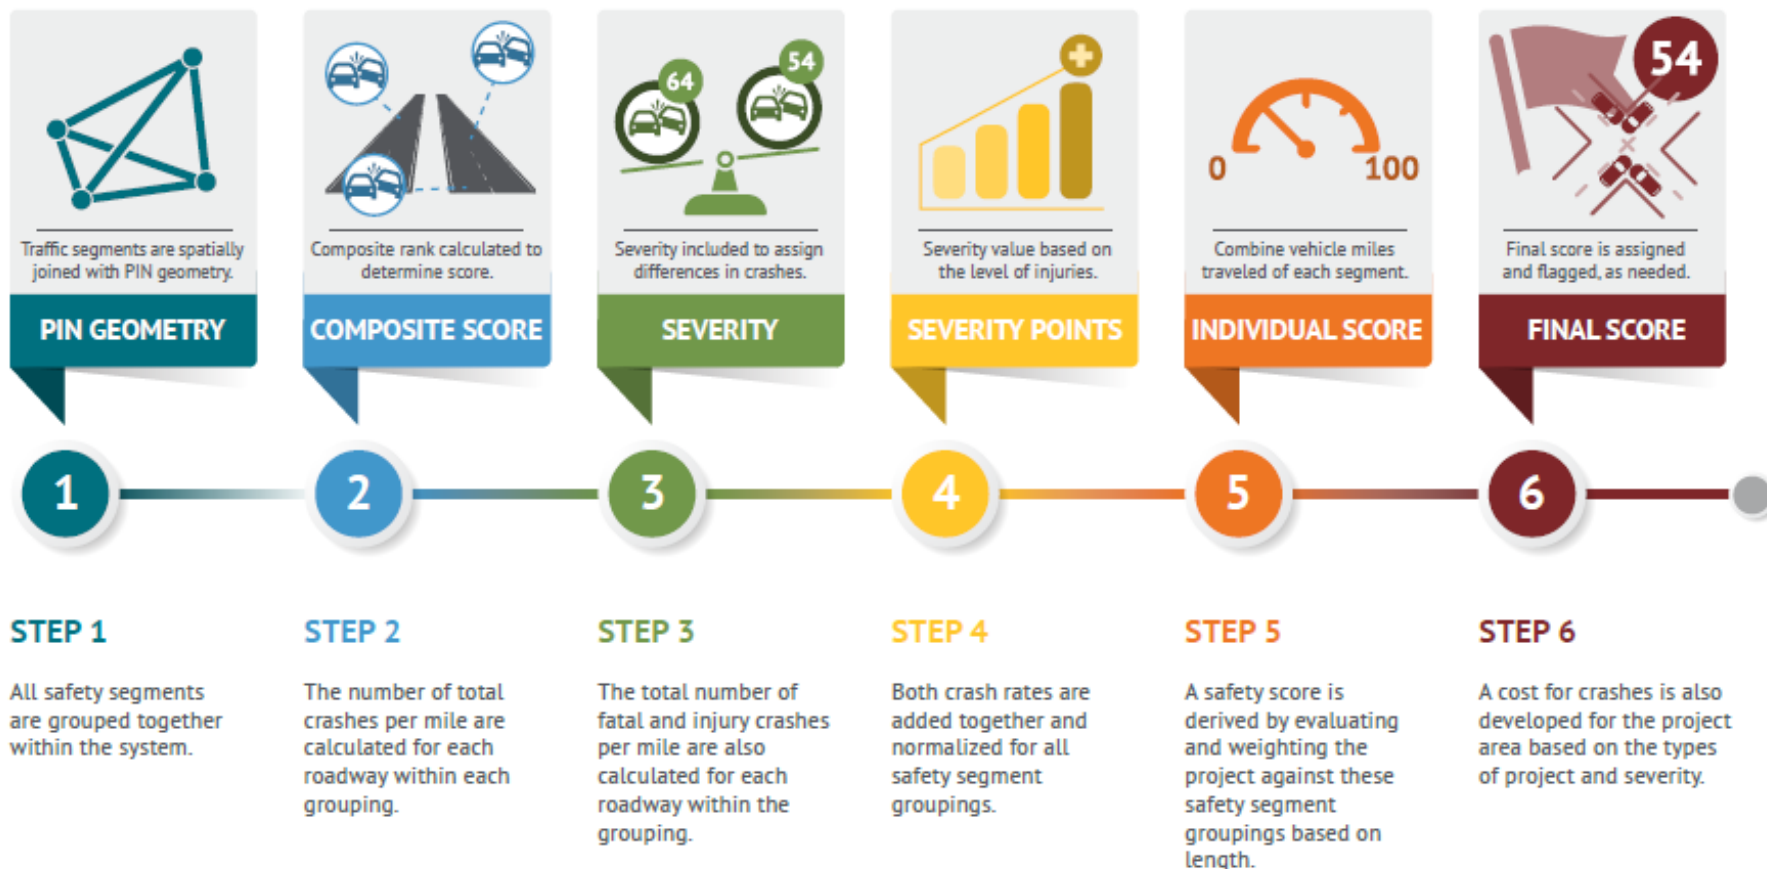 64
54
0
100
54
Traffic segments are spatially
joined with PIN geometry.
PIN GEOMETRY
Composite rank calculated to
determine score.
COMPOSITE SCORE
Severity included to assign
differences in crashes.
SEVERITY
Severity value based on
the level of injuries.
SEVERITY POINTS
Combine vehicle miles
traveled of each segment.
INDIVIDUAL SCORE
Final score is assigned
and flagged, as needed.
FINAL SCORE
1
2
3
4
5
6
STEP 1
All safety segments
are grouped together
within the system.
STEP 2
The number of total
crashes per mile are
calculated for each
roadway within each
grouping.
STEP 3
The total number of
fatal and injury crashes
per mile are also
calculated for each
roadway within the
grouping.
STEP 4
Both crash rates are
added together and
normalized for all
safety segment
groupings.
STEP 5
A safety score is
derived by evaluating
and weighting the
project against these
safety segment
groupings based on
length.
STEP 6
A cost for crashes is also
developed for the project
area based on the types
of project and severity.